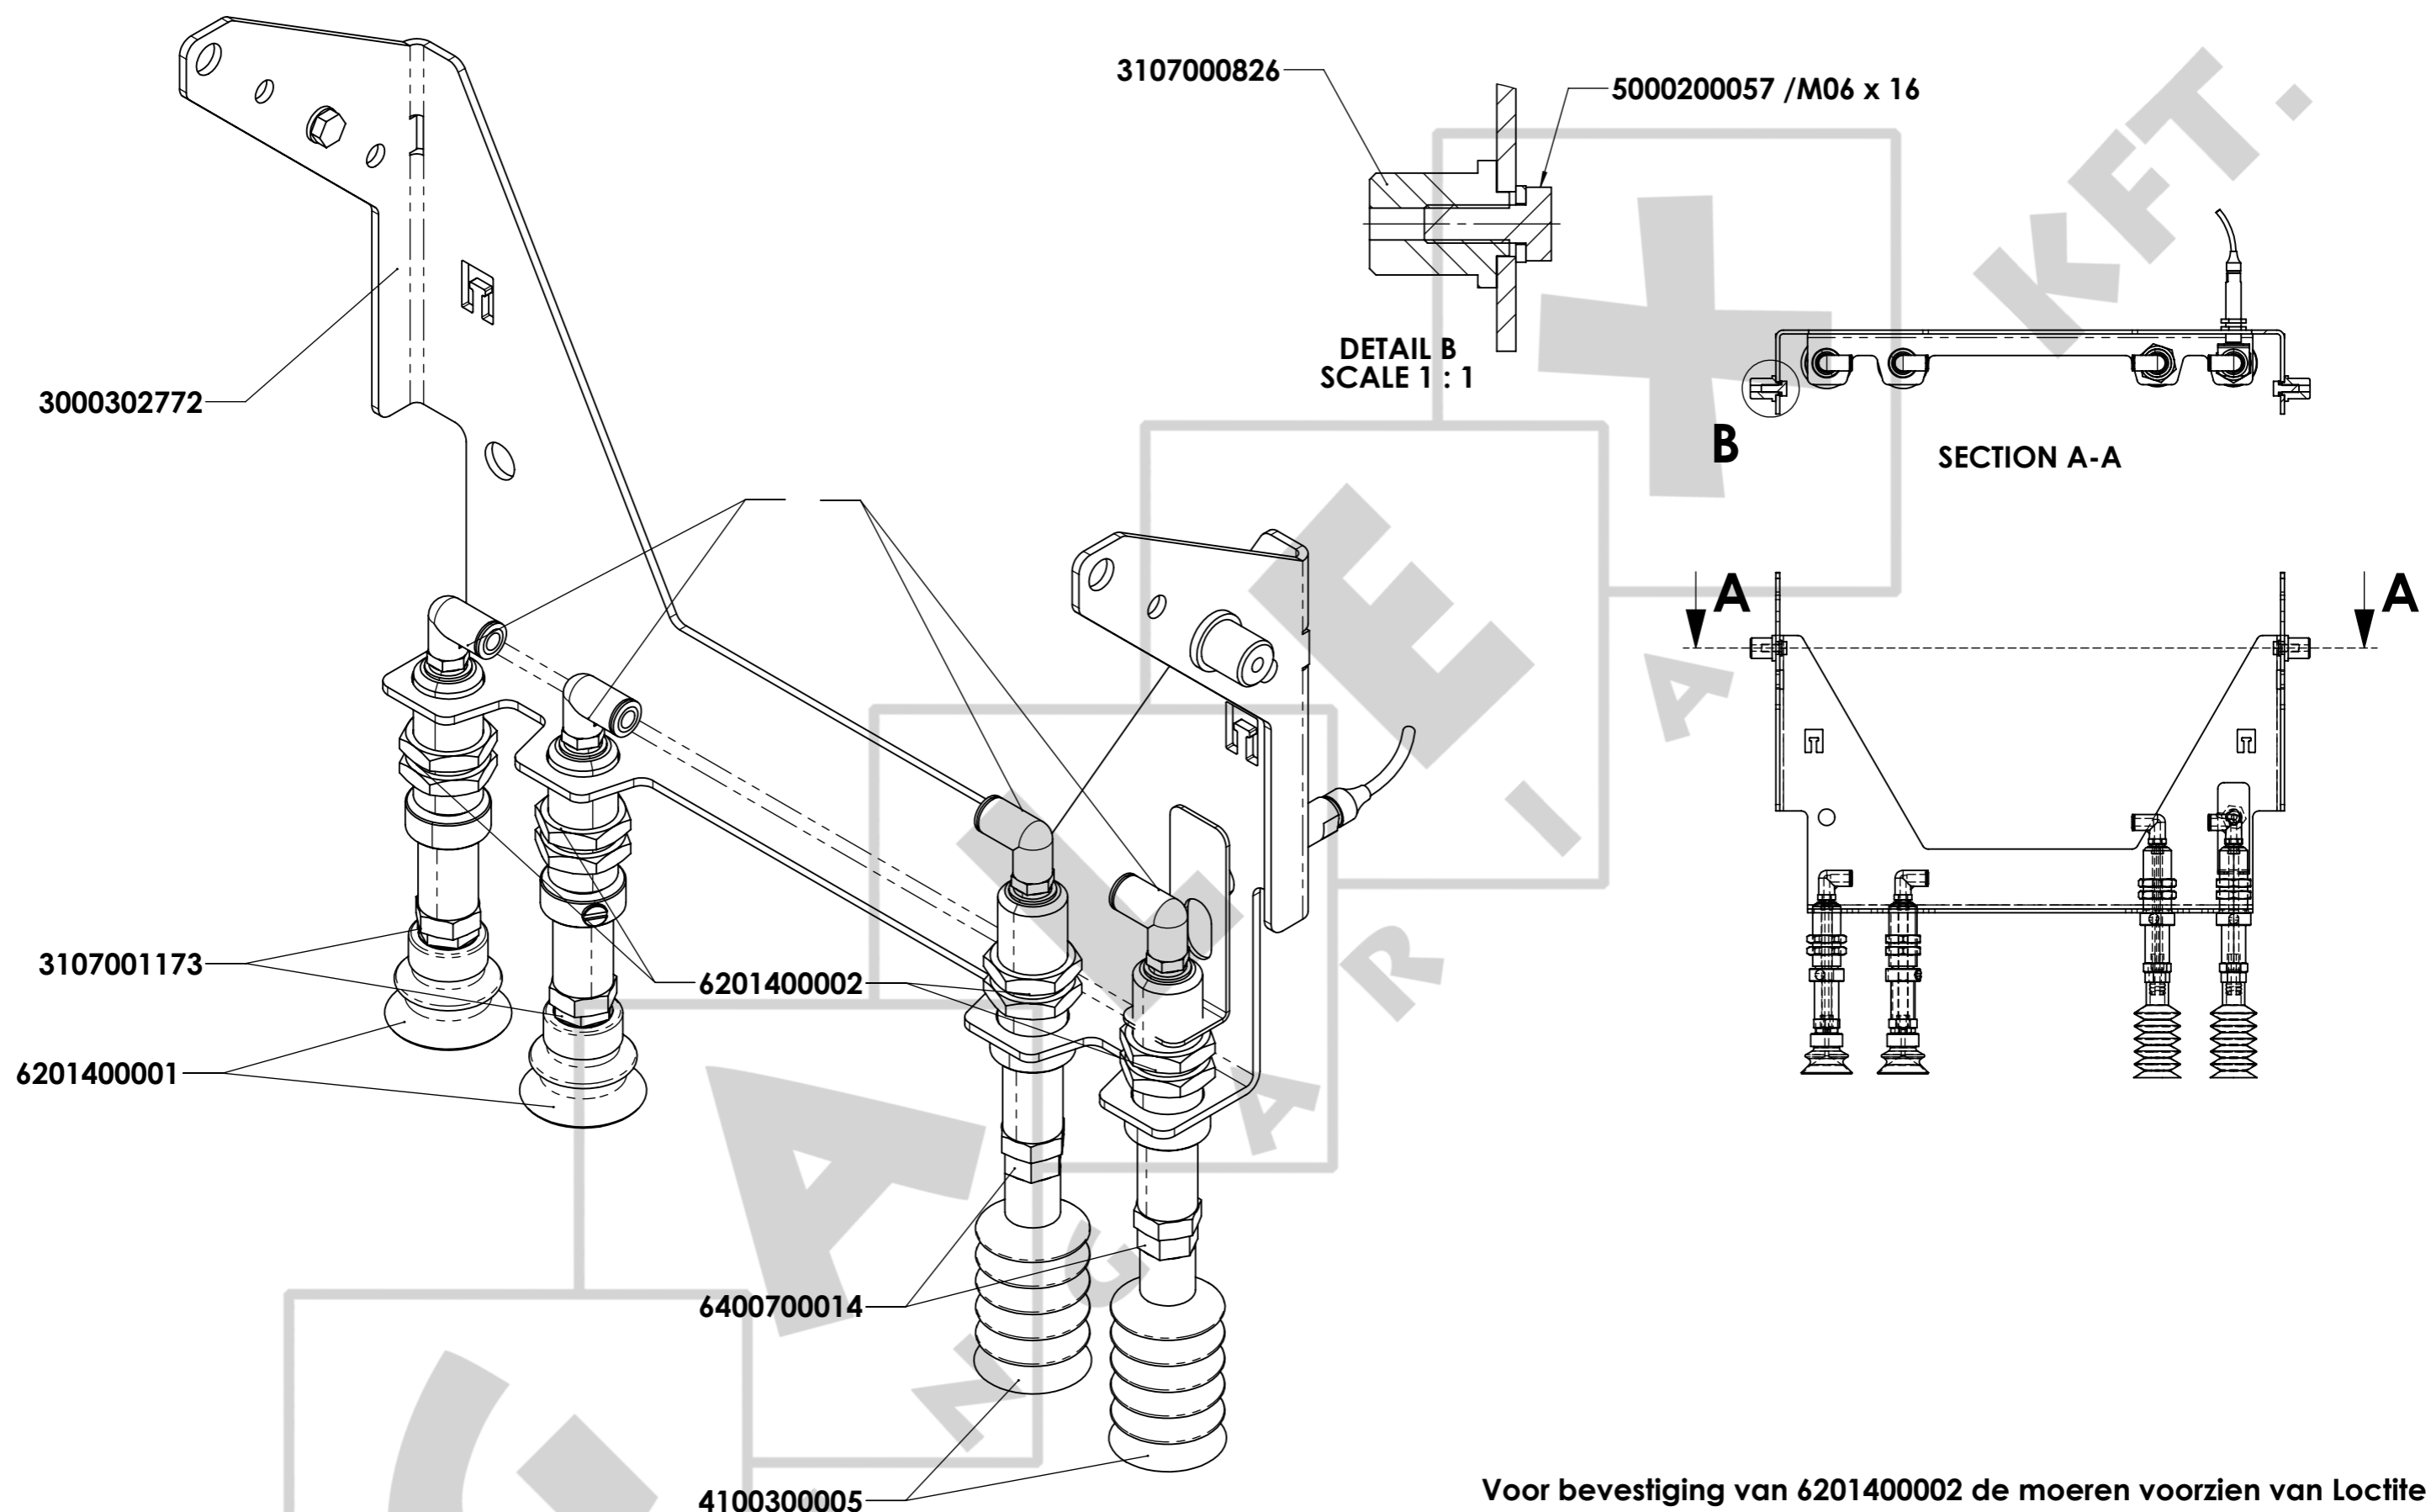 3107000826
5000200057 /M06 x 16
DETAIL B
SCALE 1 : 1
B
SECTION A-A
3000302772
A
A
3107001173
6201400002
6201400001
6400700014
4100300005
Voor bevestiging van 6201400002 de moeren voorzien van Loctite
KFT.